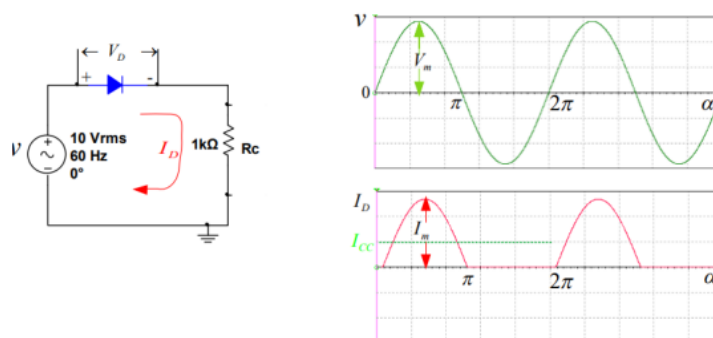 V_D
+ -
v
10 Vrms
60 Hz
0°
I_D
1kΩ
Rc
v
V_m
0
π
2π
α
I_D
I_m
I_CC
π
2π
α